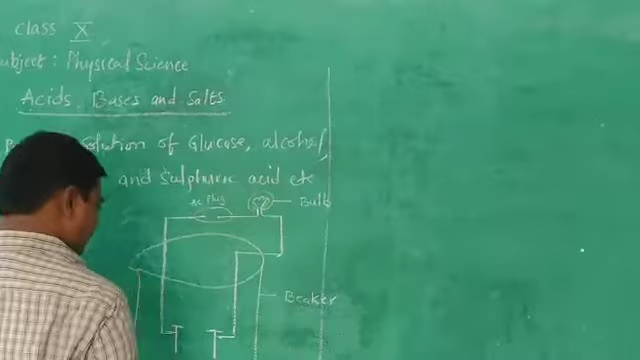 Class X
Subject: Physical Science
Acids, Bases and Salts
Solution of Glucose, alcohol,
and Sulphuric acid etc
AC Plug
Bulb
Beaker